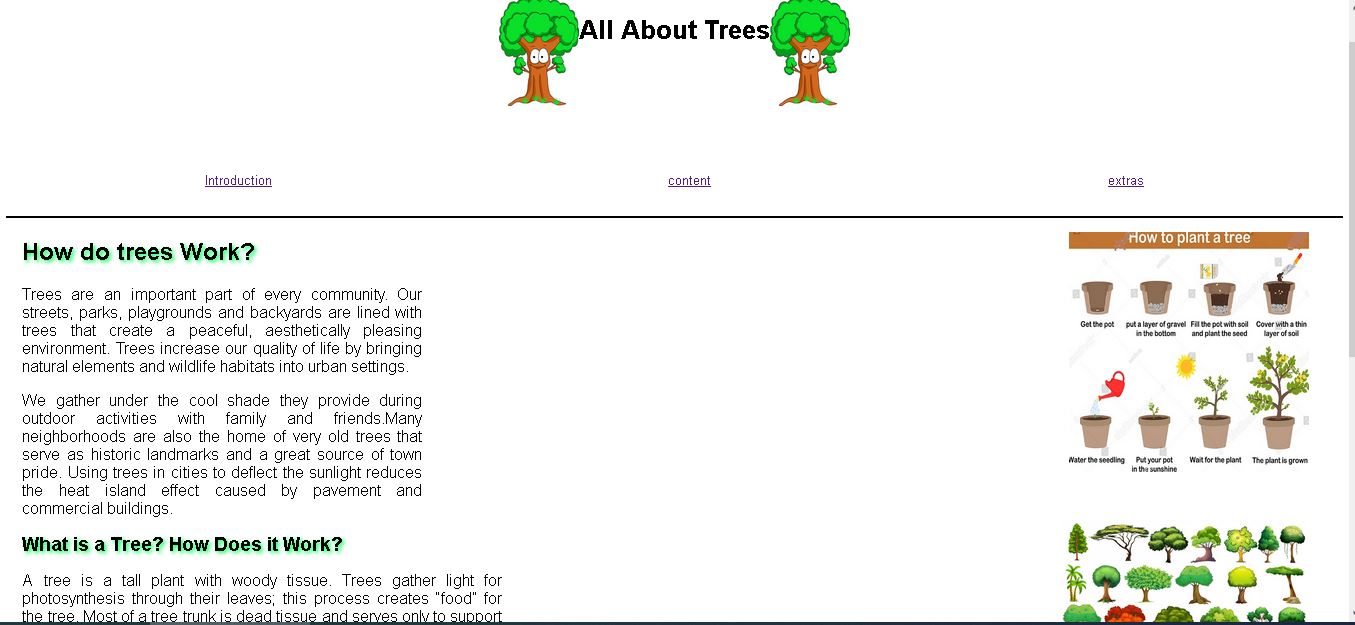 All About Trees
Introduction
content
extras
How do trees Work?
Trees are an important part of every community. Our
streets, parks, playgrounds and backyards are lined with
trees that create a peaceful, aesthetically pleasing
environment. Trees increase our quality of life by bringing
natural elements and wildlife habitats into urban settings.
We gather under the cool shade they provide during
outdoor activities with family and friends.Many
neighborhoods are also the home of very old trees that
serve as historic landmarks and a great source of town
pride. Using trees in cities to deflect the sunlight reduces
the heat island effect caused by pavement and
commercial buildings.
What is a Tree? How Does it Work?
A tree is a tall plant with woody tissue. Trees gather light for
photosynthesis through their leaves; this process creates “food” for
the tree. Most of a tree trunk is dead tissue and serves only to support
How to plant a tree
Get the pot
put a layer of gravel
in the bottom
Fill the pot with soil
and plant the seed
Cover with a thin
layer of soil
Water the seedling
Put your pot
in the sunshine
Wait for the plant
The plant is grown